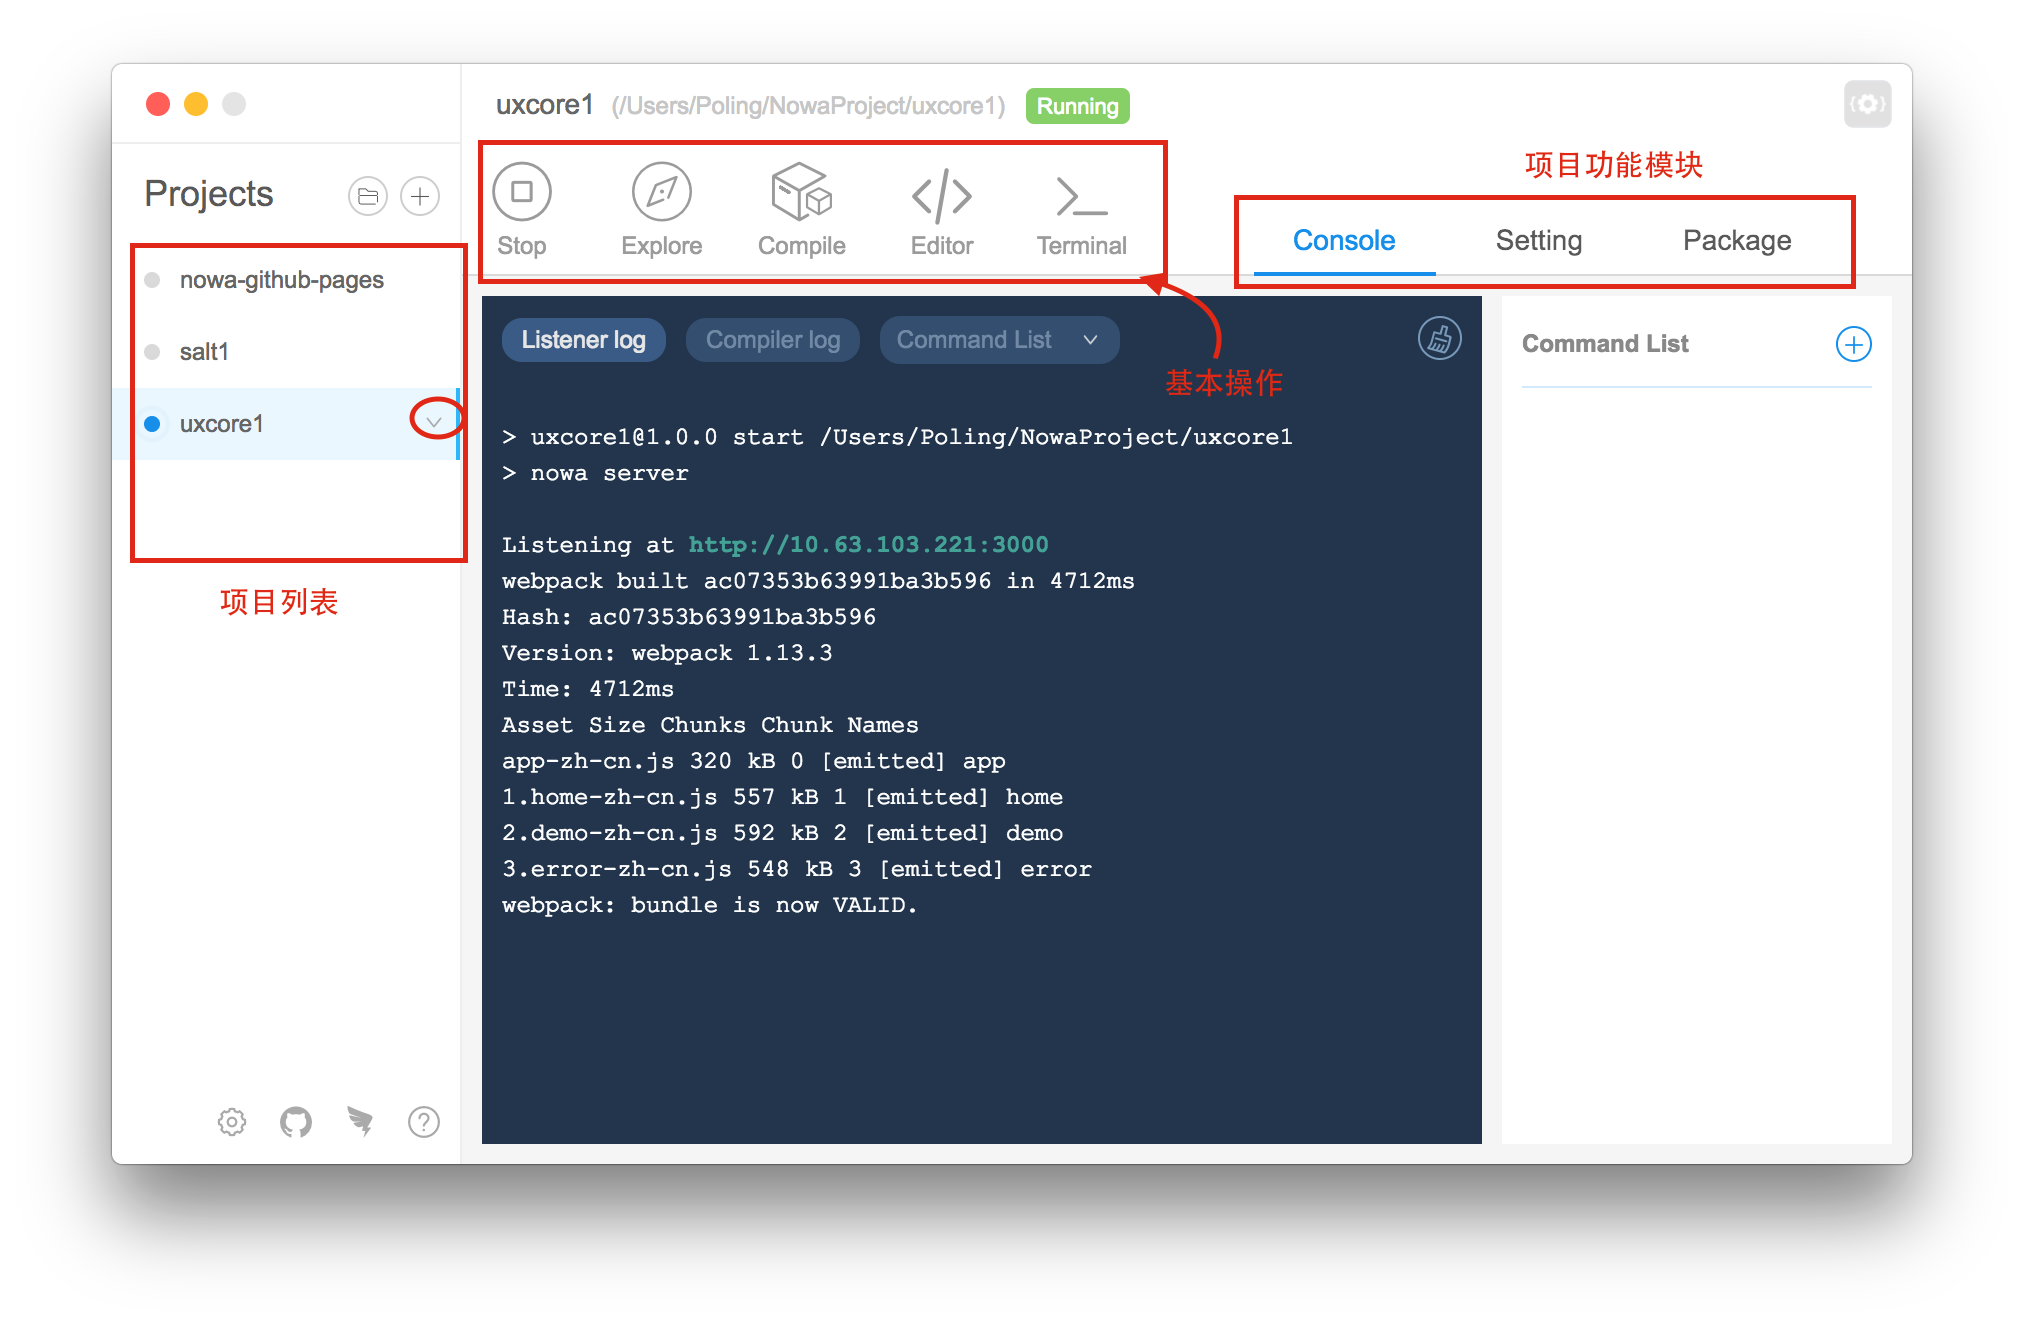 uxcore1 (/Users/Poling/NowaProject/uxcore1) Running
Projects
Stop
Explore
Compile
Editor
Terminal
项目功能模块
Console
Setting
Package
nowa-github-pages
salt1
uxcore1
项目列表
Listener log
Compiler log
Command List
基本操作
> uxcore1@1.0.0 start /Users/Poling/NowaProject/uxcore1
> nowa server
Listening at http://10.63.103.221:3000
webpack built ac07353b63991ba3b596 in 4712ms
Hash: ac07353b63991ba3b596
Version: webpack 1.13.3
Time: 4712ms
Asset Size Chunks Chunk Names
app-zh-cn.js 320 kB 0 [emitted] app
1.home-zh-cn.js 557 kB 1 [emitted] home
2.demo-zh-cn.js 592 kB 2 [emitted] demo
3.error-zh-cn.js 548 kB 3 [emitted] error
webpack: bundle is now VALID.
Command List